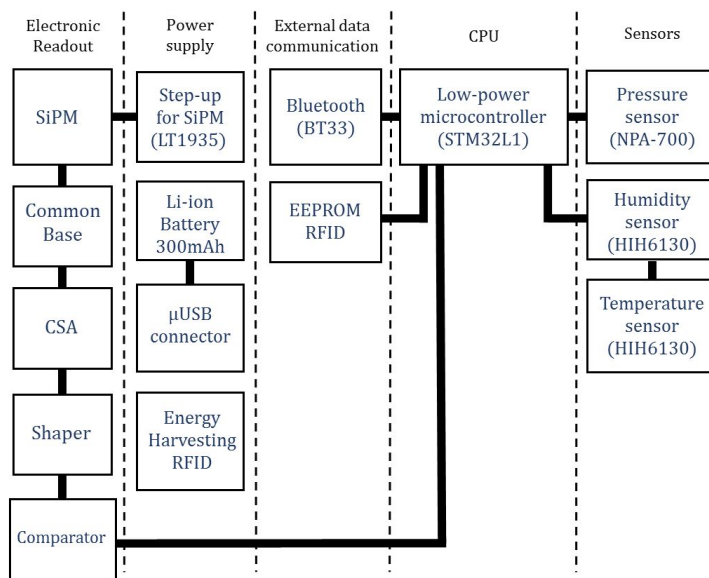 Electronic
Readout
Power
supply
External data
communication
CPU
Sensors
SiPM
Step-up
for SiPM
(LT1935)
Bluetooth
(BT33)
Low-power
microcontroller
(STM32L1)
Pressure
sensor
(NPA-700)
Common
Base
Li-ion
Battery
300mAh
EEPROM
RFID
Humidity
sensor
(HIH6130)
CSA
μUSB
connector
Temperature
sensor
(HIH6130)
Shaper
Energy
Harvesting
RFID
Comparator